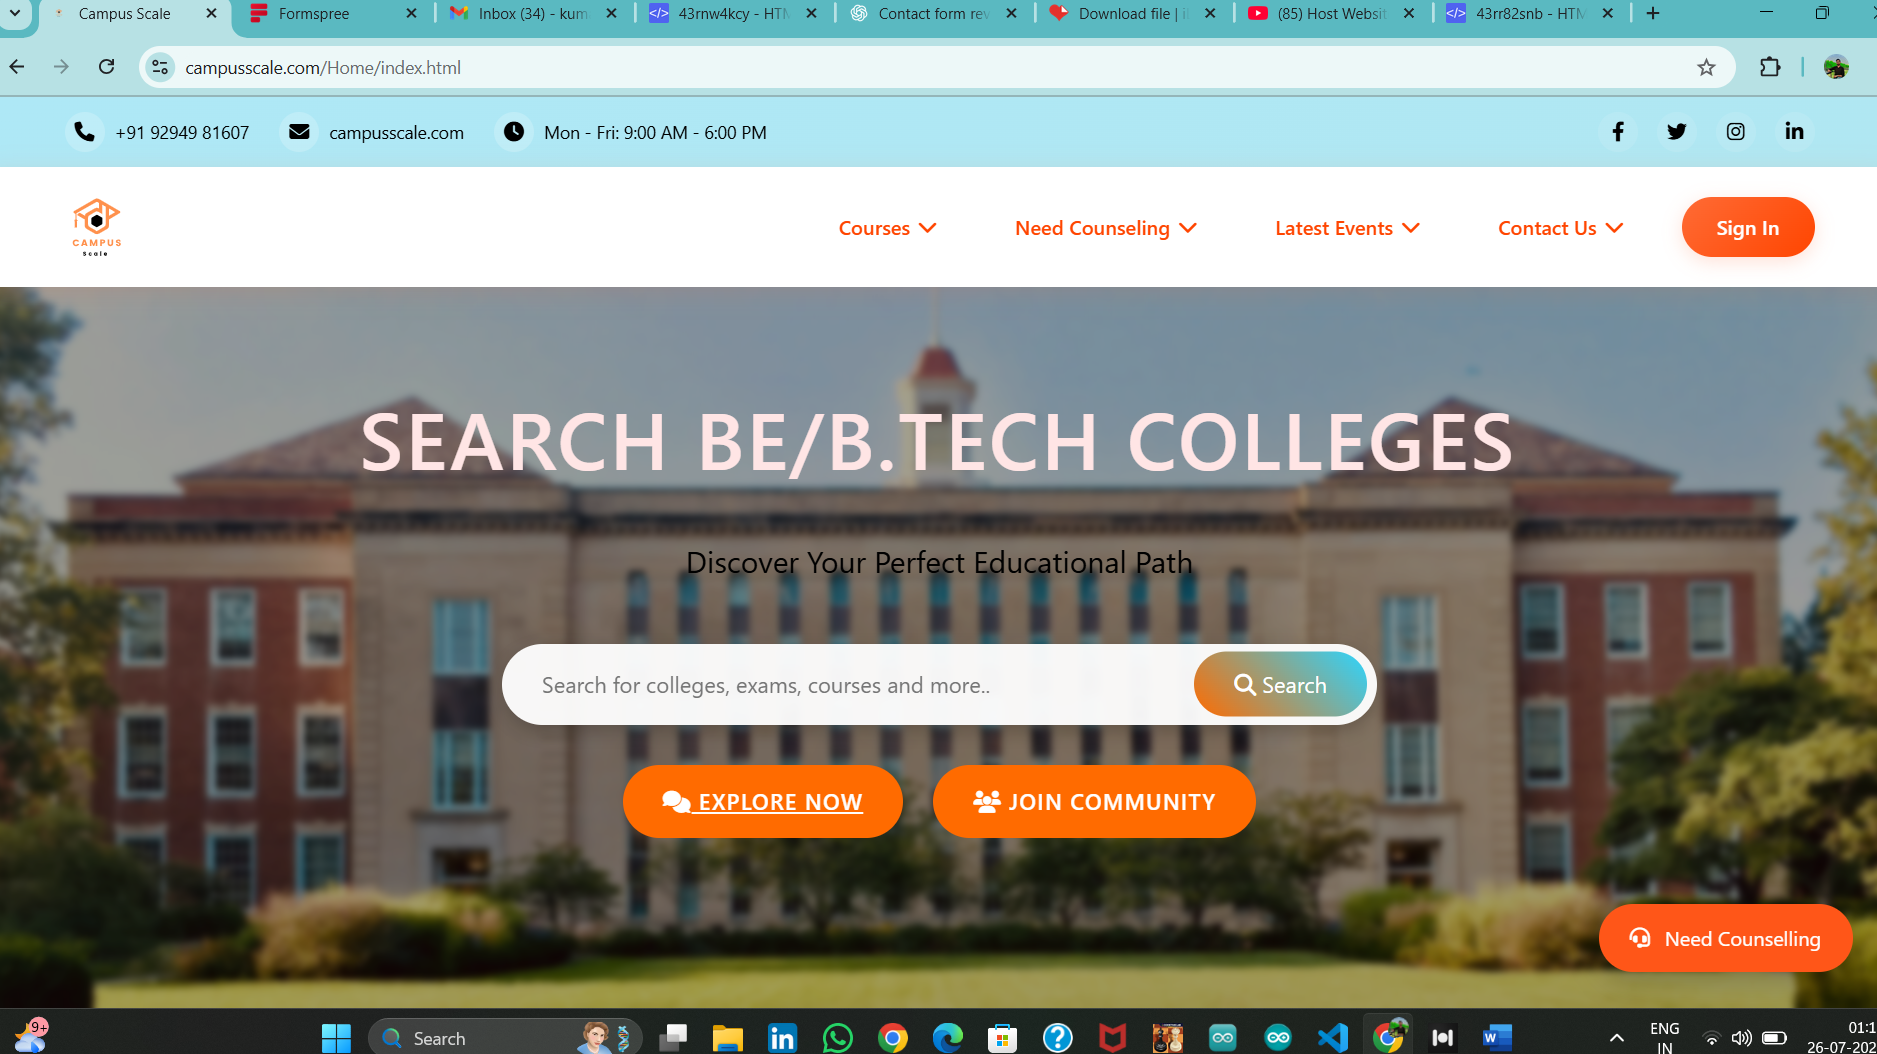 Campus Scale
Formspree
Inbox (34) - kum
43rnw4kcy - HTM
Contact form rev
Download file | i
(85) Host Websit
43rr82snb - HTM
campusscale.com/Home/index.html
+91 92949 81607
campusscale.com
Mon - Fri: 9:00 AM - 6:00 PM
CAMPUS
Scale
Courses
Need Counseling
Latest Events
Contact Us
Sign In
SEARCH BE/B.TECH COLLEGES
Discover Your Perfect Educational Path
Search for colleges, exams, courses and more..
Search
EXPLORE NOW
JOIN COMMUNITY
Need Counselling
9+
Search
ENG
IN
01:1
26-07-202